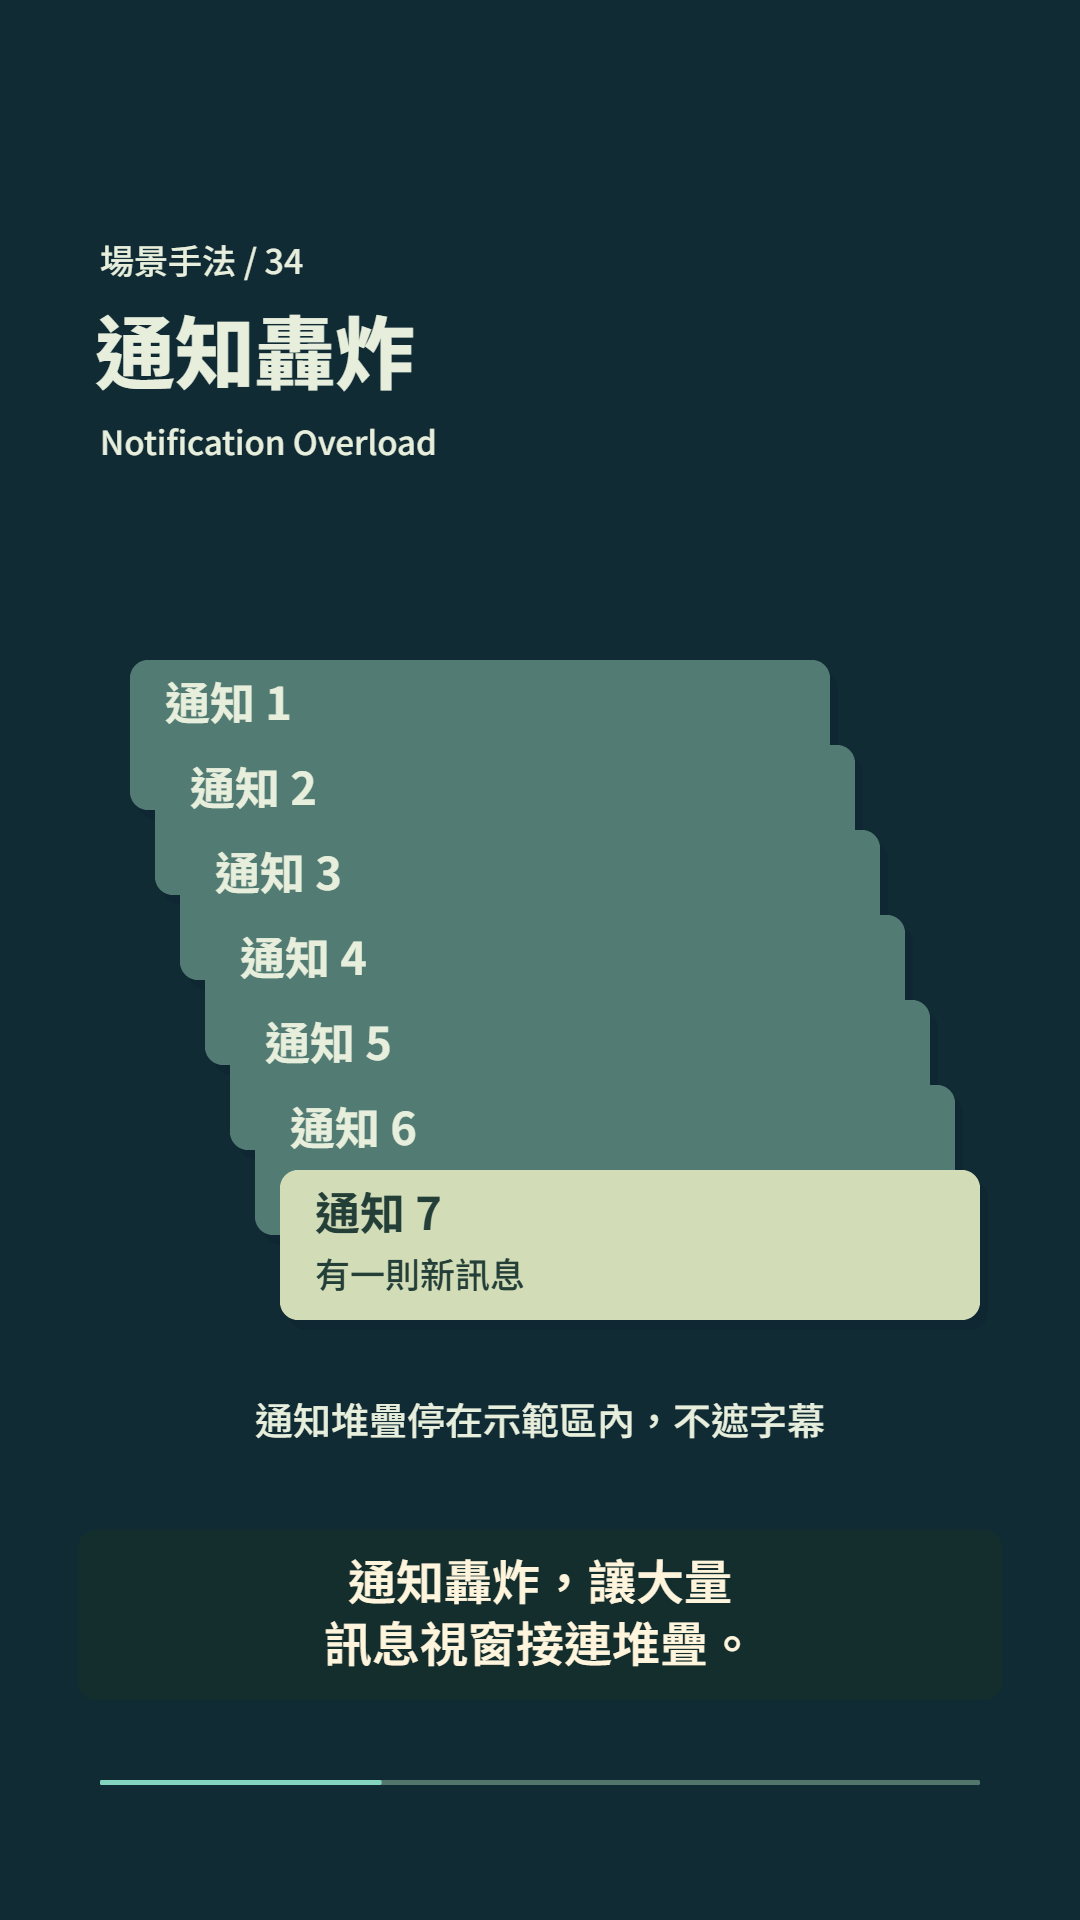 場景手法 / 34
通知轟炸
Notification Overload
通知 1
通知 2
通知 3
通知 4
通知 5
通知 6
通知 7
有一則新訊息
通知堆疊停在示範區內，不遮字幕
通知轟炸，讓大量
訊息視窗接連堆疊。